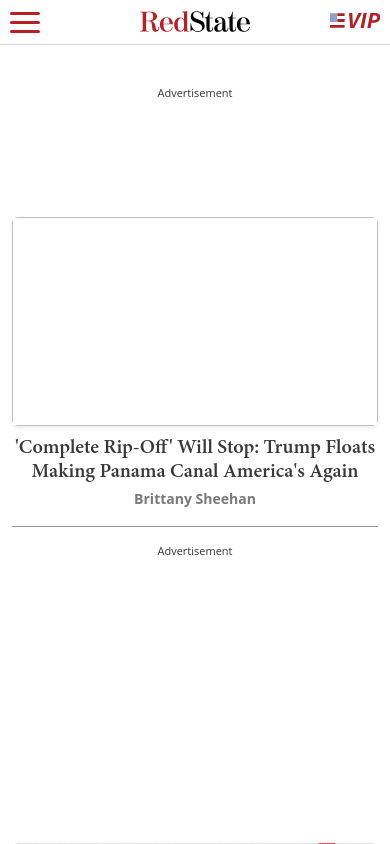 RedState
VIP
Advertisement
'Complete Rip-Off' Will Stop: Trump Floats
Making Panama Canal America's Again
Brittany Sheehan
Advertisement